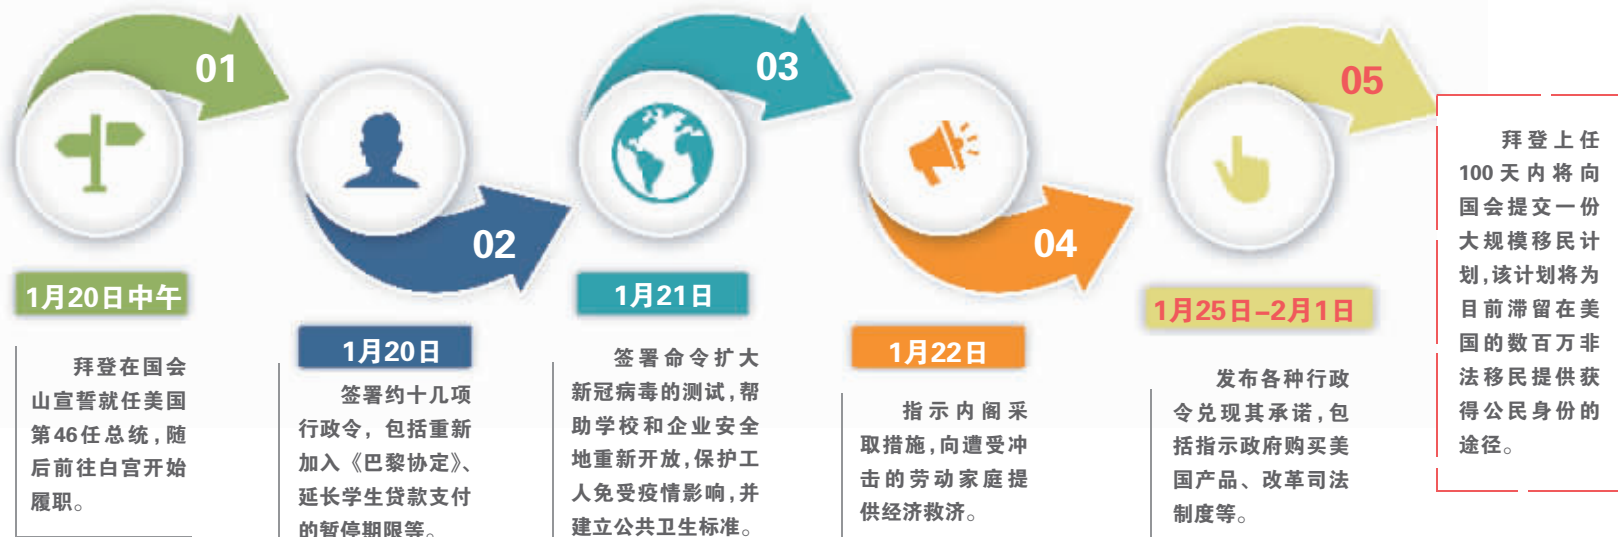 01
1月20日中午
拜登在国会
山宣誓就任美国
第46任总统,随
后前往白宫开始
履职。
02
1月20日
签署约十几项
行政令，包括重新
加入《巴黎协定》、
延长学生贷款支付
的暂停期限等。
03
1月21日
签署命令扩大
新冠病毒的测试,帮
助学校和企业安全
地重新开放,保护工
人免受疫情影响,并
建立公共卫生标准。
04
1月22日
指示内阁采
取措施,向遭受冲
击的劳动家庭提
供经济救济。
05
1月25日–2月1日
发布各种行政
令兑现其承诺,包
括指示政府购买美
国产品、改革司法
制度等。
拜登上任
100天内将向
国会提交一份
大规模移民计
划,该计划将为
目前滞留在美
国的数百万非
法移民提供获
得公民身份的
途径。